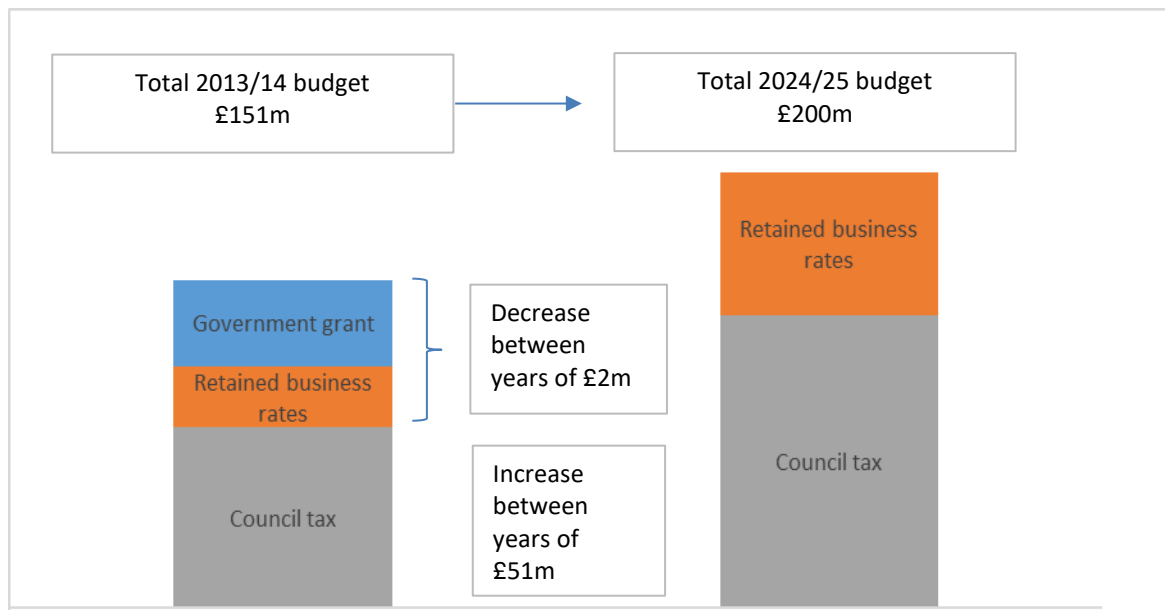 Total 2013/14 budget
£151m
Total 2024/25 budget
£200m
Government grant
Retained business
rates
Council tax
Decrease
between
years of £2m
Increase
between
years of
£51m
Retained business
rates
Council tax